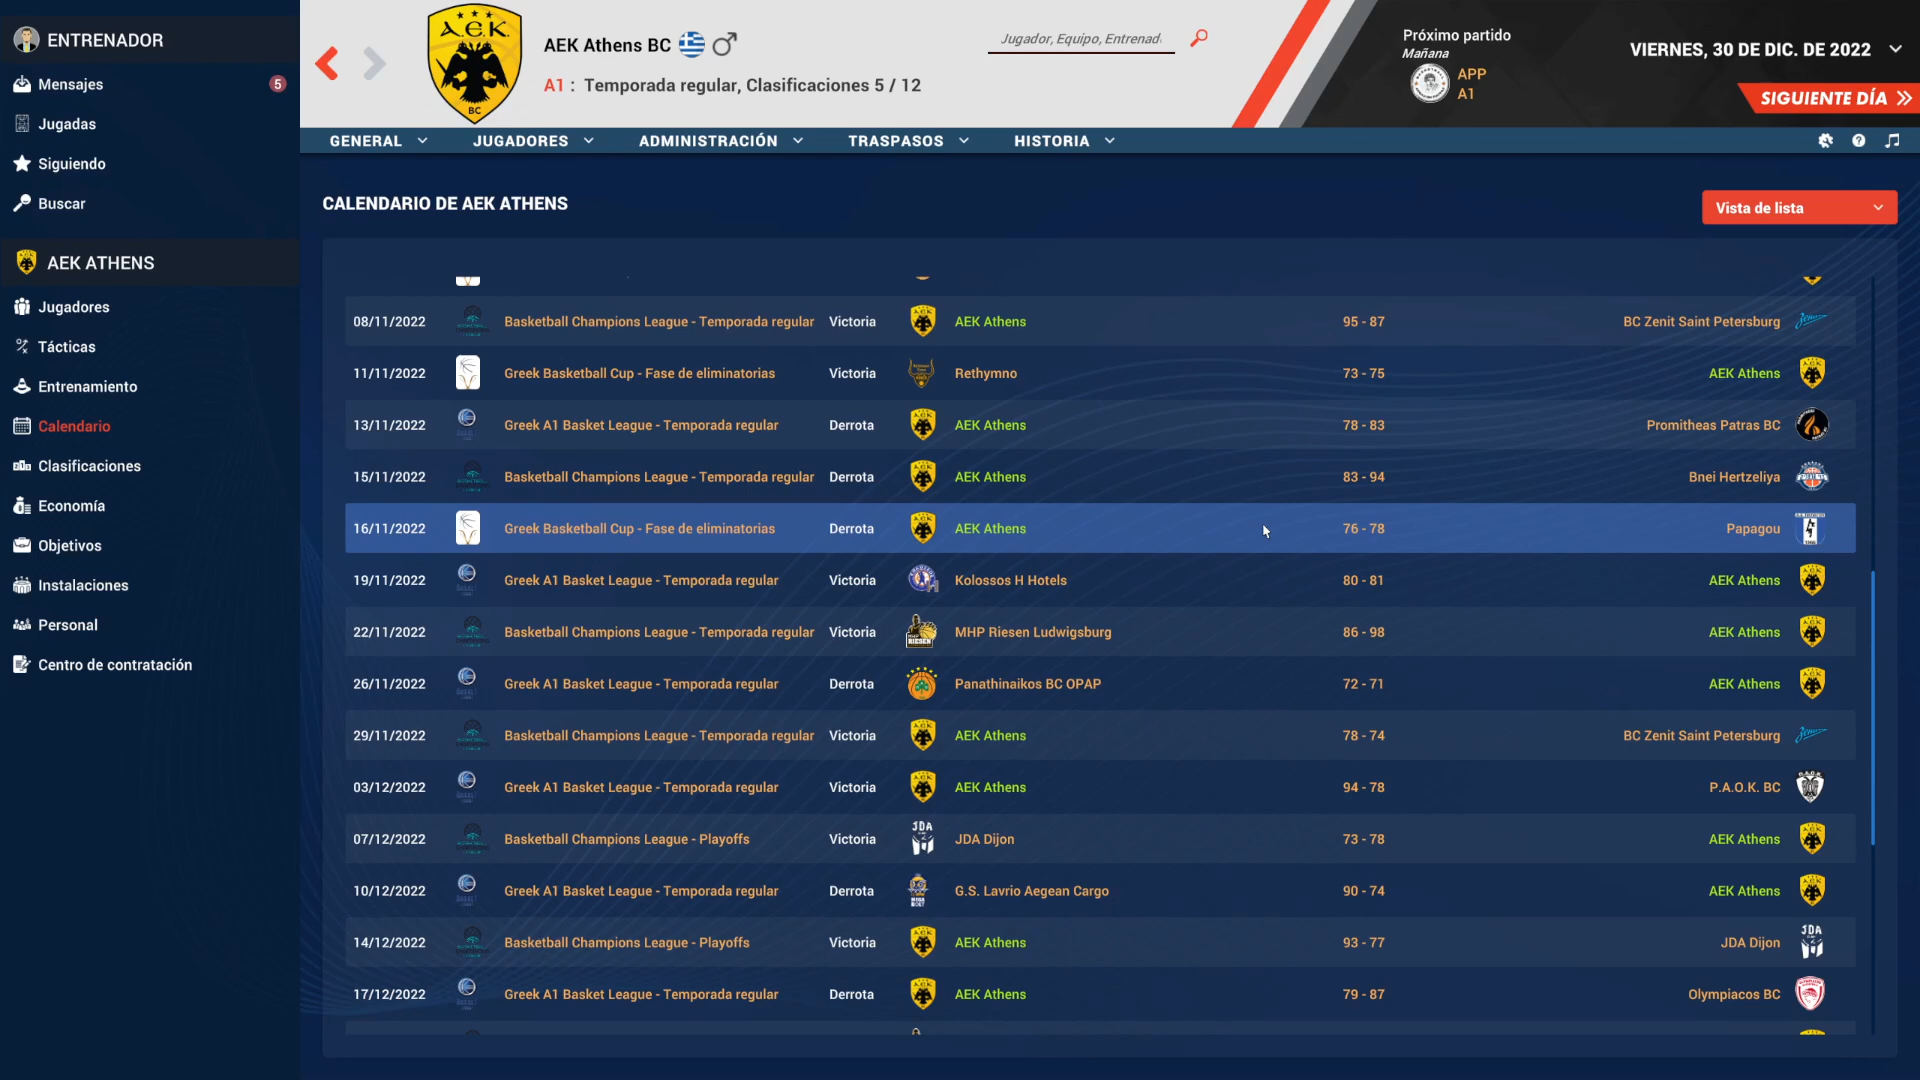 ENTRENADOR
Mensajes 5
Jugadas
Siguiendo
Buscar
AEK ATHENS
Jugadores
Tácticas
Entrenamiento
Calendario
Clasificaciones
Economía
Objetivos
Instalaciones
Personal
Centro de contratación
A.E.K.
BC
AEK Athens BC
A1 : Temporada regular, Clasificaciones 5 / 12
Jugador, Equipo, Entrenad
Próximo partido
Mañana
APP
A1
VIERNES, 30 DE DIC. DE 2022
SIGUIENTE DÍA
GENERAL JUGADORES ADMINISTRACIÓN TRASPASOS HISTORIA
CALENDARIO DE AEK ATHENS
Vista de lista
08/11/2022 Basketball Champions League - Temporada regular Victoria AEK Athens 95 - 87 BC Zenit Saint Petersburg
11/11/2022 Greek Basketball Cup - Fase de eliminatorias Victoria Rethymno 73 - 75 AEK Athens
13/11/2022 Greek A1 Basket League - Temporada regular Derrota AEK Athens 78 - 83 Promitheas Patras BC
15/11/2022 Basketball Champions League - Temporada regular Derrota AEK Athens 83 - 94 Bnei Hertzeliya
16/11/2022 Greek Basketball Cup - Fase de eliminatorias Derrota AEK Athens 76 - 78 Papagou
19/11/2022 Greek A1 Basket League - Temporada regular Victoria Kolossos H Hotels 80 - 81 AEK Athens
22/11/2022 Basketball Champions League - Temporada regular Victoria MHP Riesen Ludwigsburg 86 - 98 AEK Athens
26/11/2022 Greek A1 Basket League - Temporada regular Derrota Panathinaikos BC OPAP 72 - 71 AEK Athens
29/11/2022 Basketball Champions League - Temporada regular Victoria AEK Athens 78 - 74 BC Zenit Saint Petersburg
03/12/2022 Greek A1 Basket League - Temporada regular Victoria AEK Athens 94 - 78 P.A.O.K. BC
07/12/2022 Basketball Champions League - Playoffs Victoria JDA JDA Dijon 73 - 78 AEK Athens
10/12/2022 Greek A1 Basket League - Temporada regular Derrota G.S. Lavrio Aegean Cargo 90 - 74 AEK Athens
14/12/2022 Basketball Champions League - Playoffs Victoria AEK Athens 93 - 77 JDA Dijon JDA
17/12/2022 Greek A1 Basket League - Temporada regular Derrota AEK Athens 79 - 87 Olympiacos BC